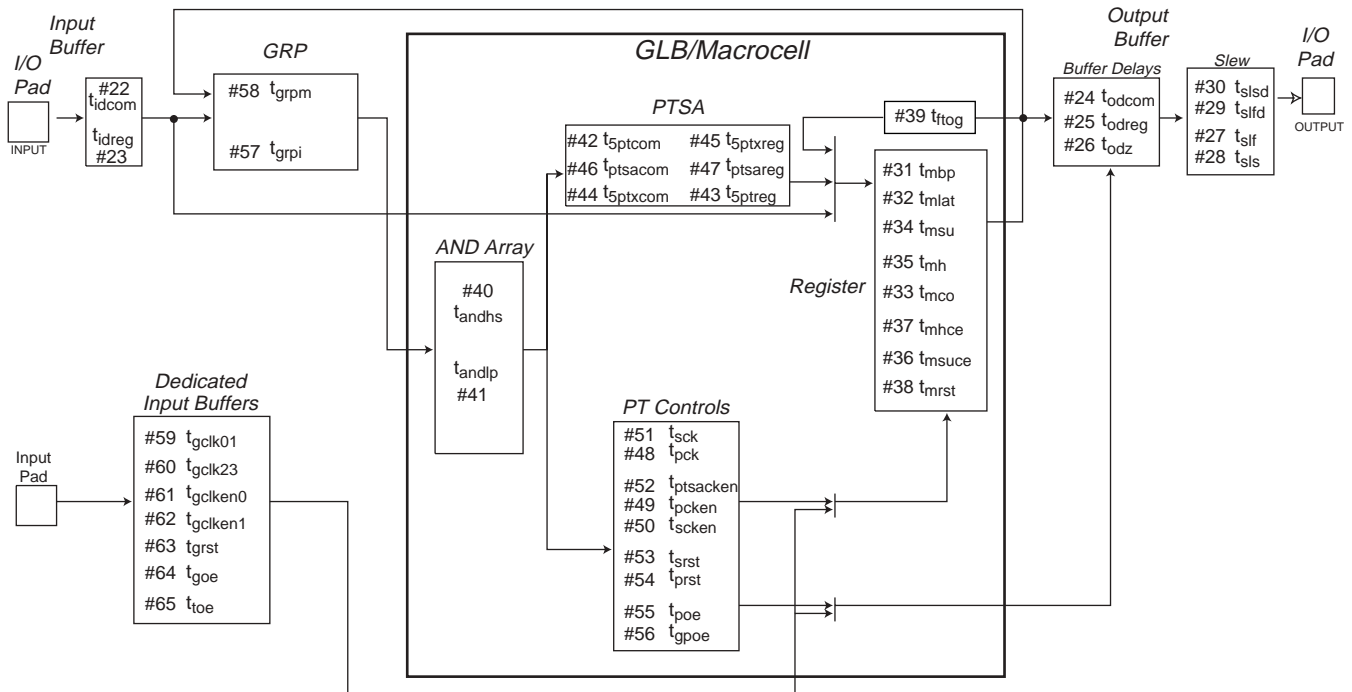 Input
Buffer
I/O
Pad
INPUT
#22
tidcom
tidreg
#23
GRP
#58 tgrpm
#57 tgrpi
GLB/Macrocell
AND Array
#40
tandhs
tandlp
#41
PTSA
#42 t5ptcom #45 t5ptxreg
#46 tptsacom #47 tptsareg
#44 t5ptxcom #43 t5ptreg
#39 tftog
Register
#31 tmbp
#32 tmlat
#34 tmsu
#35 tmh
#33 tmco
#37 tmhce
#36 tmsuce
#38 tmrst
PT Controls
#51 tsck
#48 tpck
#52 tptsacken
#49 tpcken
#50 tscken
#53 tsrst
#54 tprst
#55 tpoe
#56 tgpoe
Output
Buffer
Buffer Delays
#24 todcom
#25 todreg
#26 todz
Slew
#30 tslsd
#29 tslfd
#27 tslf
#28 tsls
I/O
Pad
OUTPUT
Dedicated
Input Buffers
Input
Pad
#59 tgclk01
#60 tgclk23
#61 tgclken0
#62 tgclken1
#63 tgrst
#64 tgoe
#65 ttoe